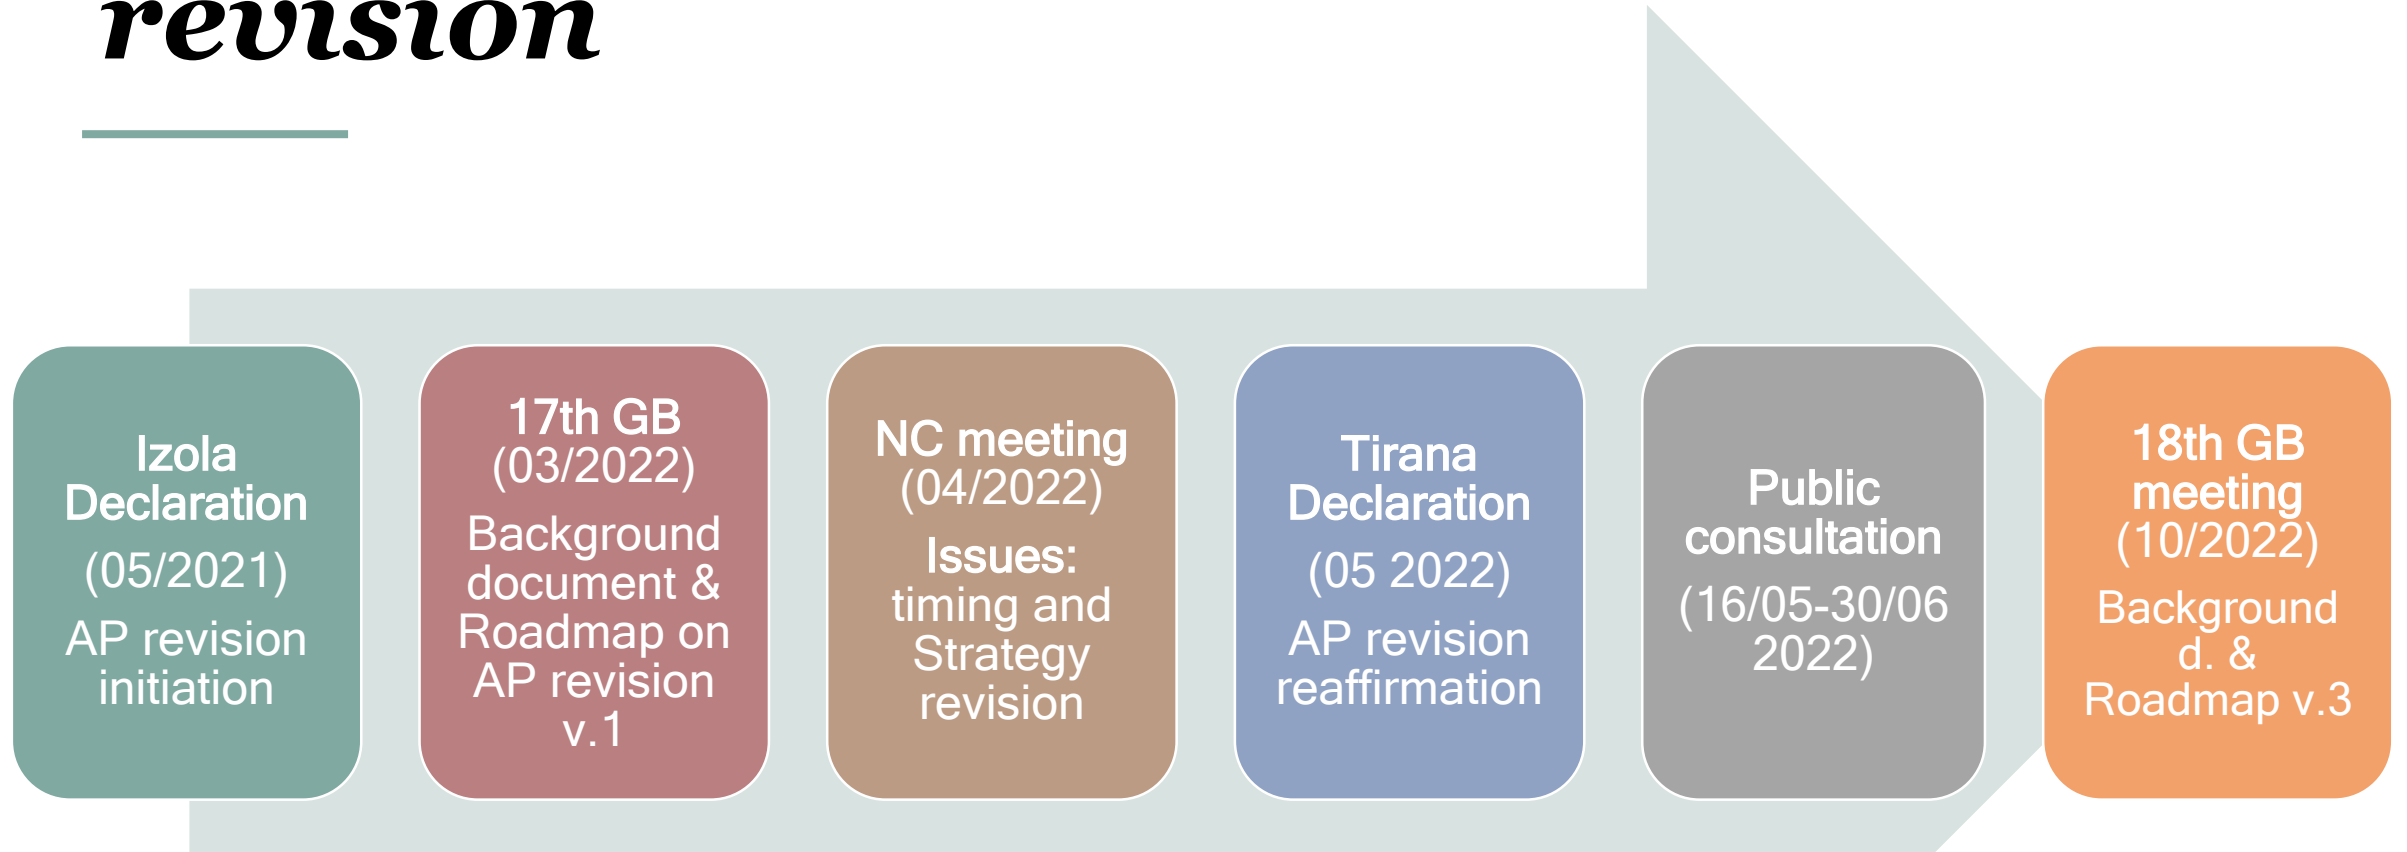 revision
Izola
Declaration
(05/2021)
AP revision
initiation
17th GB
(03/2022)
Background
document &
Roadmap on
AP revision
v.1
NC meeting
(04/2022)
Issues:
timing and
Strategy
revision
Tirana
Declaration
(05 2022)
AP revision
reaffirmation
Public
consultation
(16/05-30/06
2022)
18th GB
meeting
(10/2022)
Background
d. &
Roadmap v.3